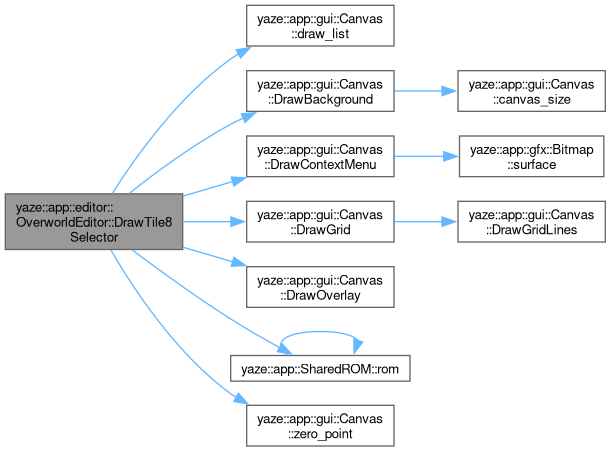 yaze::app::gui::Canvas
::draw_list
yaze::app::gui::Canvas
::DrawBackground
yaze::app::gui::Canvas
::canvas_size
yaze::app::gui::Canvas
::DrawContextMenu
yaze::app::gfx::Bitmap
::surface
yaze::app::editor::
OverworldEditor::DrawTile8
Selector
yaze::app::gui::Canvas
::DrawGrid
yaze::app::gui::Canvas
::DrawGridLines
yaze::app::gui::Canvas
::DrawOverlay
yaze::app::SharedROM::rom
yaze::app::gui::Canvas
::zero_point